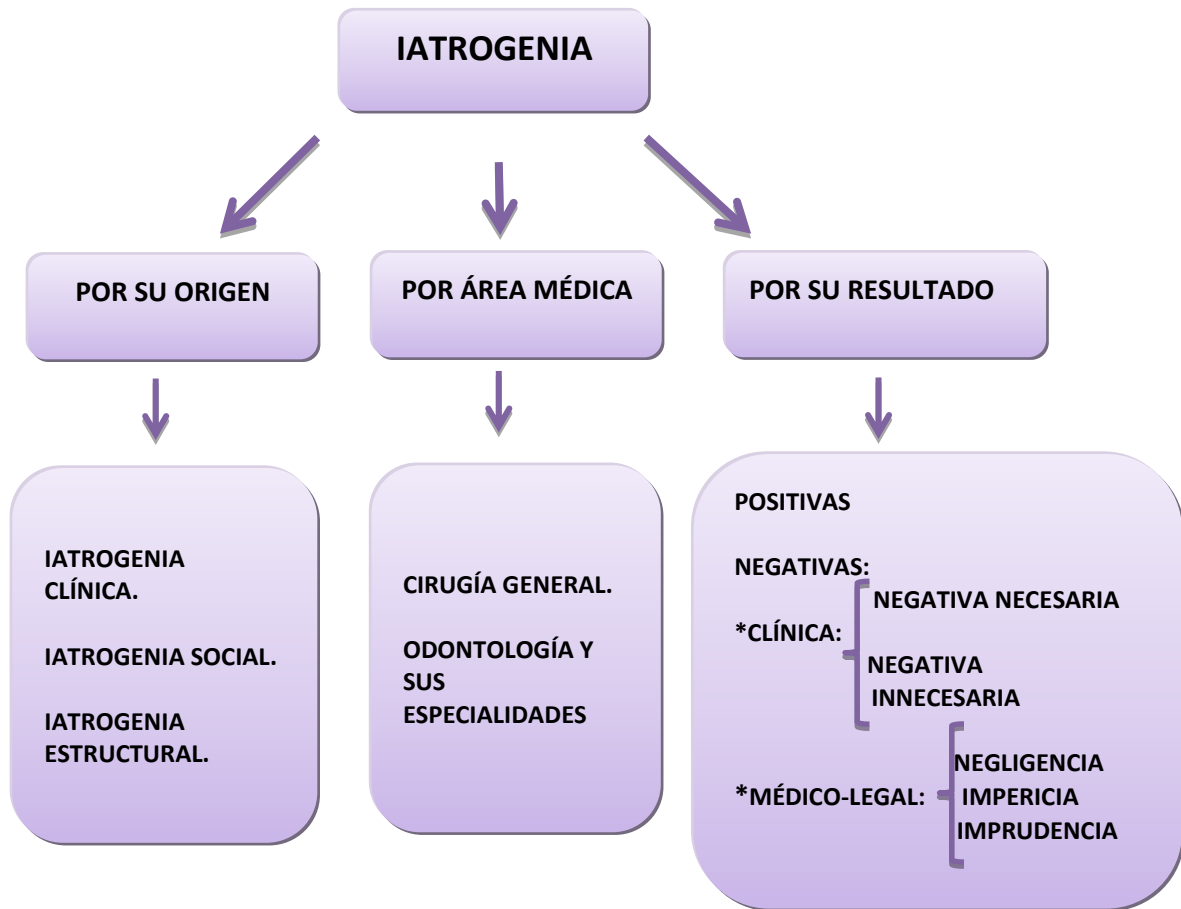 IATROGENIA
POR SU ORIGEN
POR ÁREA MÉDICA
POR SU RESULTADO
IATROGENIA
CLÍNICA.
IATROGENIA SOCIAL.
IATROGENIA
ESTRUCTURAL.
CIRUGÍA GENERAL.
ODONTOLOGÍA Y
SUS
ESPECIALIDADES
POSITIVAS
NEGATIVAS:
NEGATIVA NECESARIA
*CLÍNICA:
NEGATIVA
INNECESARIA
NEGLIGENCIA
*MÉDICO-LEGAL:
IMPERICIA
IMPRUDENCIA